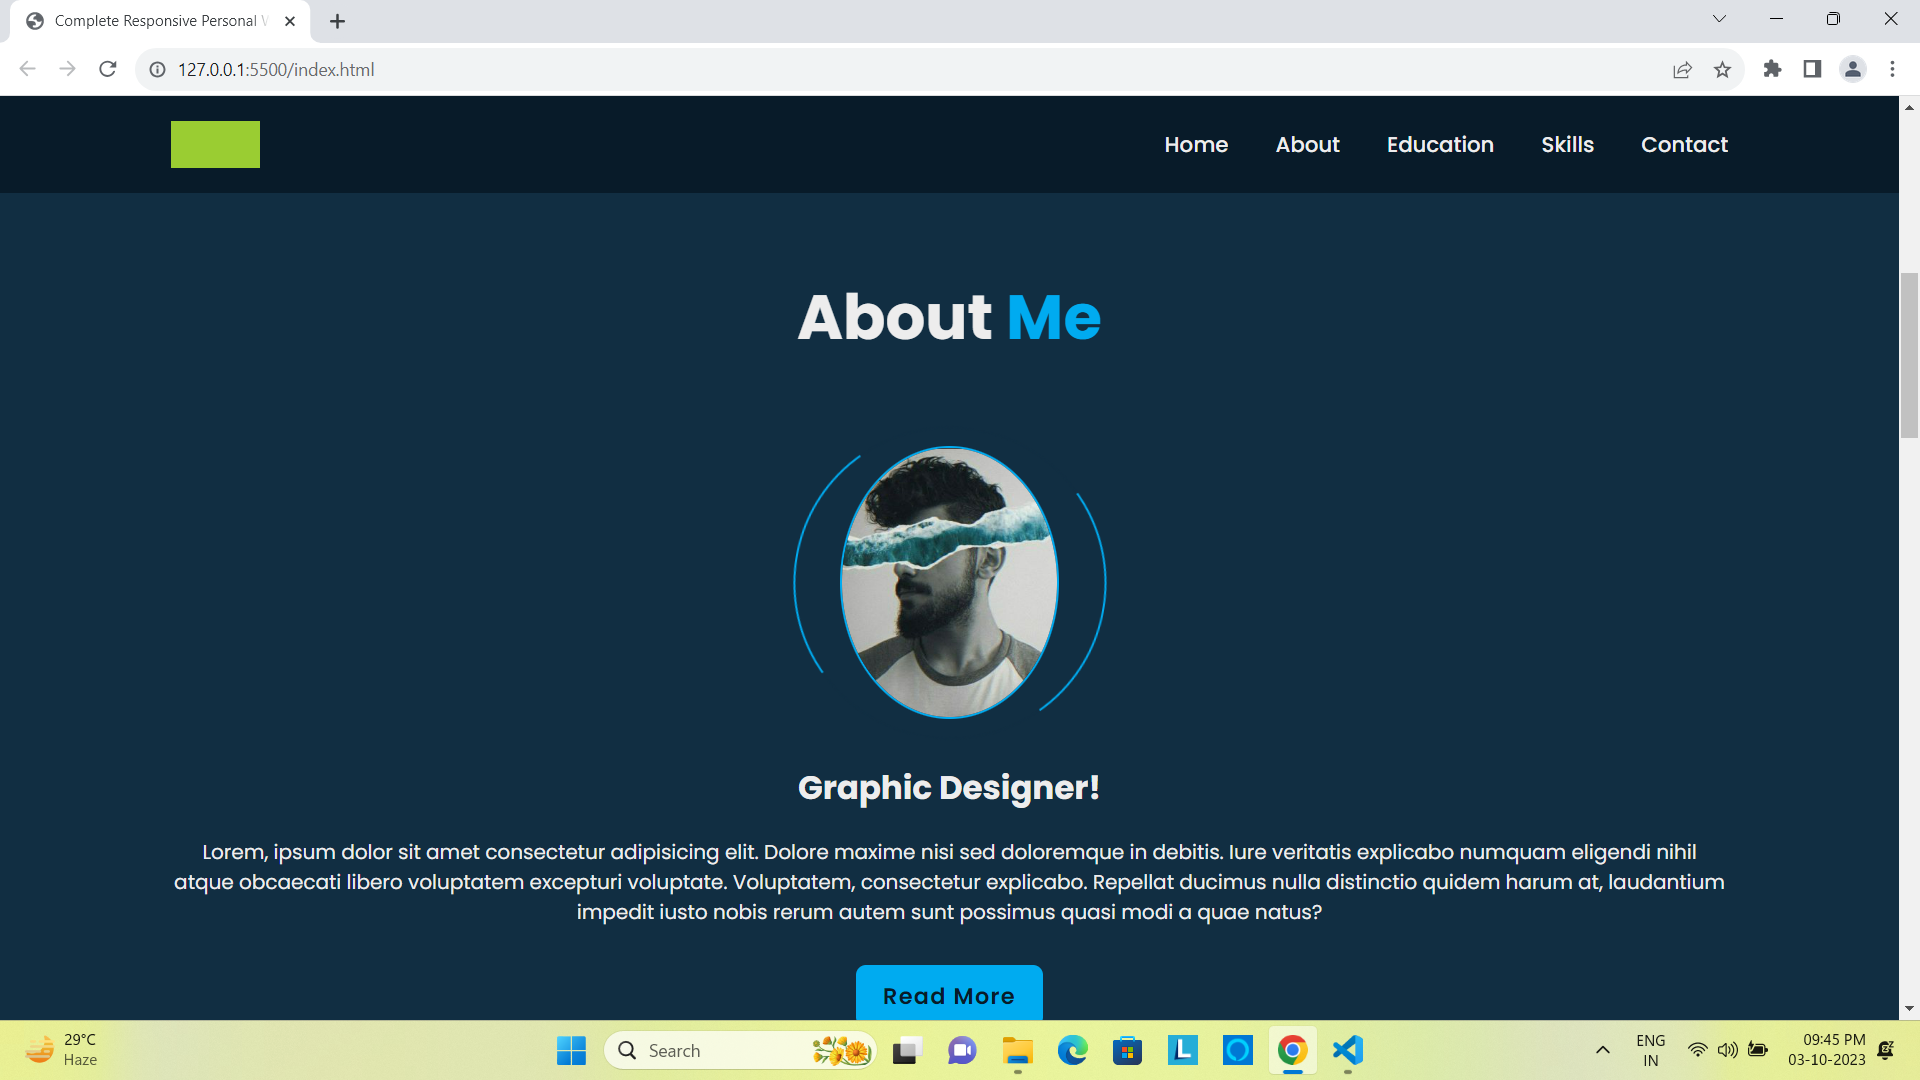 Complete Responsive Personal
127.0.0.1:5500/index.html
Home About Education Skills Contact
About Me
Graphic Designer!
Lorem, ipsum dolor sit amet consectetur adipisicing elit. Dolore maxime nisi sed doloremque in debitis. Iure veritatis explicabo numquam eligendi nihil
atque obcaecati libero voluptatem excepturi voluptate. Voluptatem, consectetur explicabo. Repellat ducimus nulla distinctio quidem harum at, laudantium
impedit iusto nobis rerum autem sunt possimus quasi modi a quae natus?
Read More
29°C
Haze
Search
ENG
IN
09:45 PM
03-10-2023